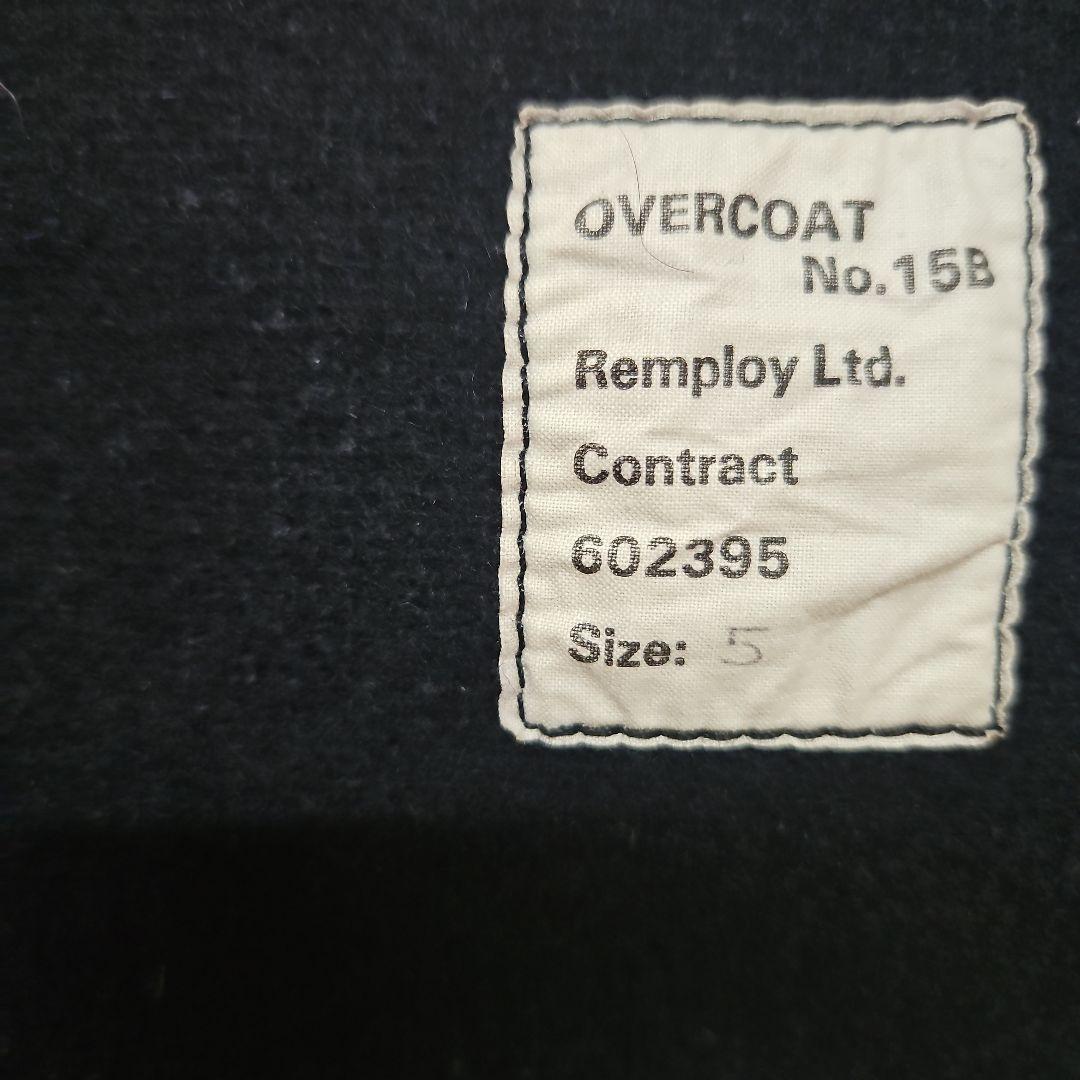 OVERCOAT
No.15B
Remploy Ltd.
Contract
602395
Size: 5